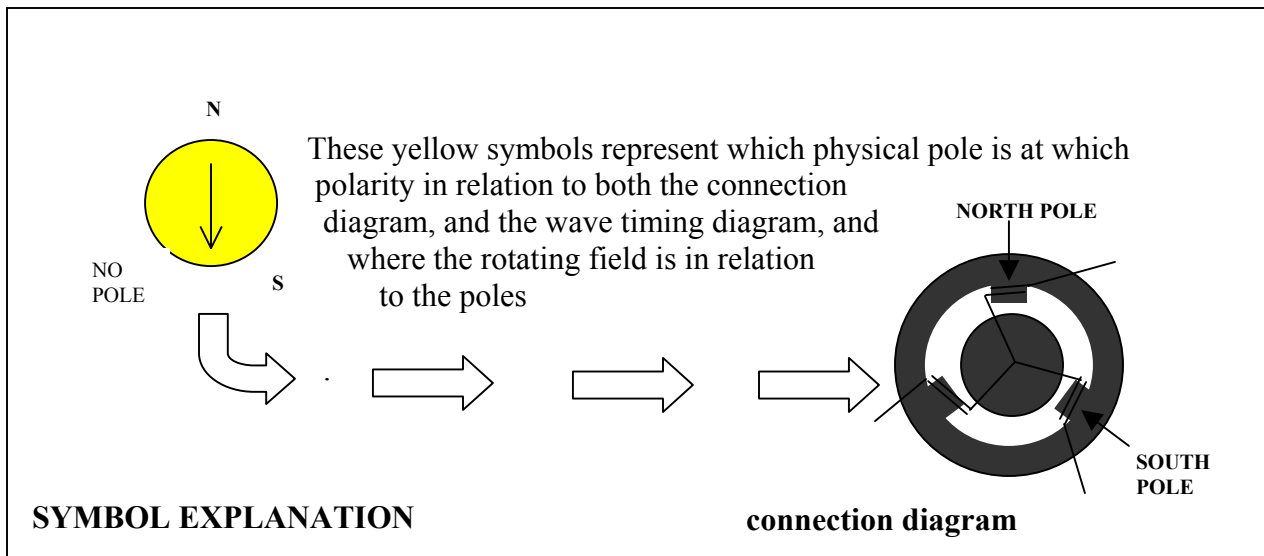 N
These yellow symbols represent which physical pole is at which
polarity in relation to both the connection
diagram, and the wave timing diagram, and
where the rotating field is in relation
to the poles
NO
POLE
S
NORTH POLE
SOUTH
POLE
SYMBOL EXPLANATION
connection diagram